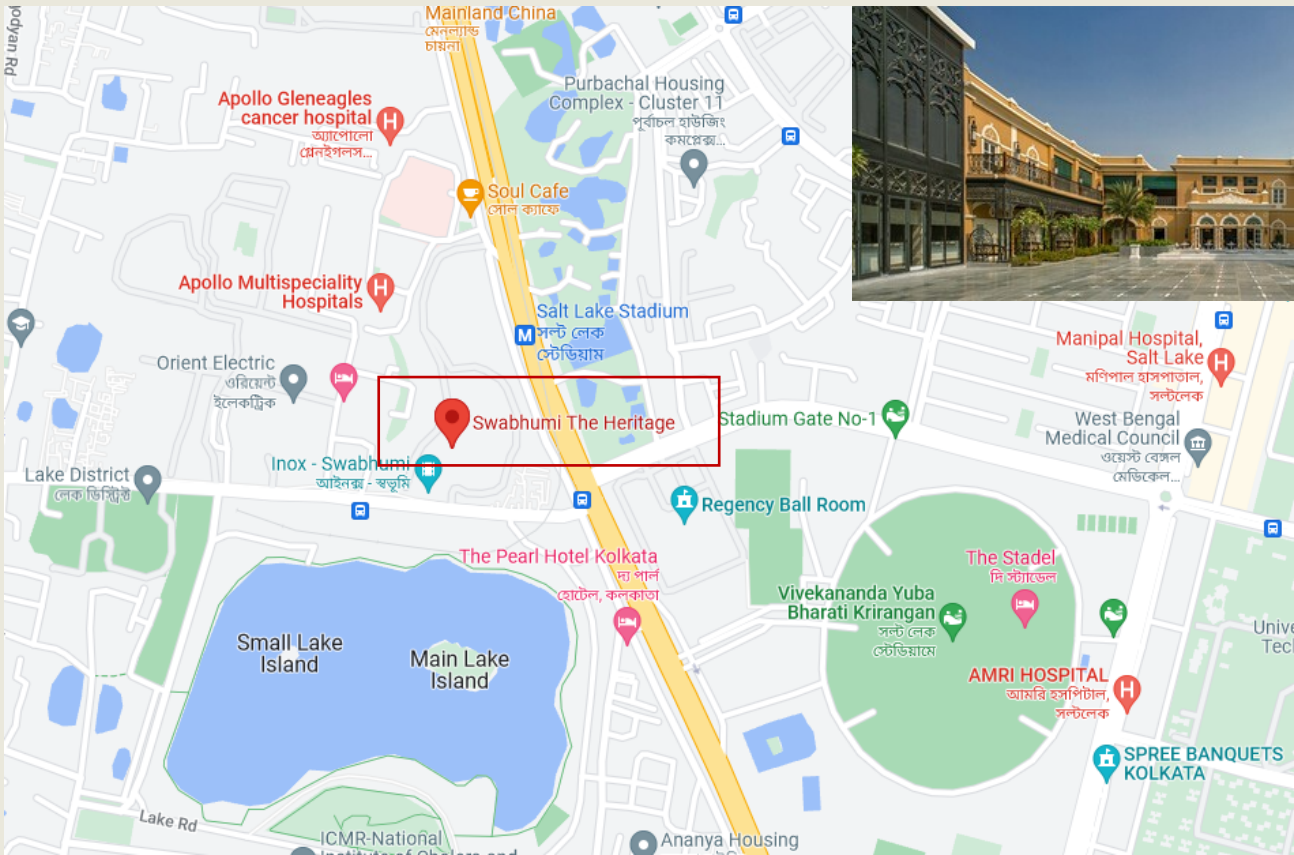 Mainland China
মেনল্যান্ড
চায়না
odyan Rd
Purbachal Housing
Complex - Cluster 11
পূর্বাচল হাউজিং
কমপ্লেক্স...
Apollo Gleneagles
cancer hospital
অ্যাপোলো
গ্লেনইগলস...
H
Soul Cafe
সোল ক্যাফে
Apollo Multispeciality
Hospitals
H
M
Salt Lake Stadium
সল্ট লেক
স্টেডিয়াম
Manipal Hospital,
Salt Lake
মণিপাল হাসপাতাল,
সল্টলেক
H
Orient Electric
ওরিয়েন্ট
ইলেকট্রিক
Swabhumi The Heritage
Stadium Gate No-1
West Bengal
Medical Council
ওয়েস্ট বেঙ্গল
মেডিকেল...
Inox - Swabhumi
আইনক্স - স্বভূমি
Lake District
লেক ডিস্ট্রিক্ট
Regency Ball Room
The Pearl Hotel Kolkata
দ্য পার্ল
হোটেল, কলকাতা
The Stadel
দি স্ট্যাডেল
Vivekananda Yuba
Bharati Krirangan
সল্ট লেক
স্টেডিয়ামে
Small Lake
Island
Main Lake
Island
Unive
Tec
AMRI HOSPITAL
আমরি হসপিটাল,
সল্টলেক
H
SPREE BANQUETS
KOLKATA
Lake Rd
ICMR-National
Ananya Housing